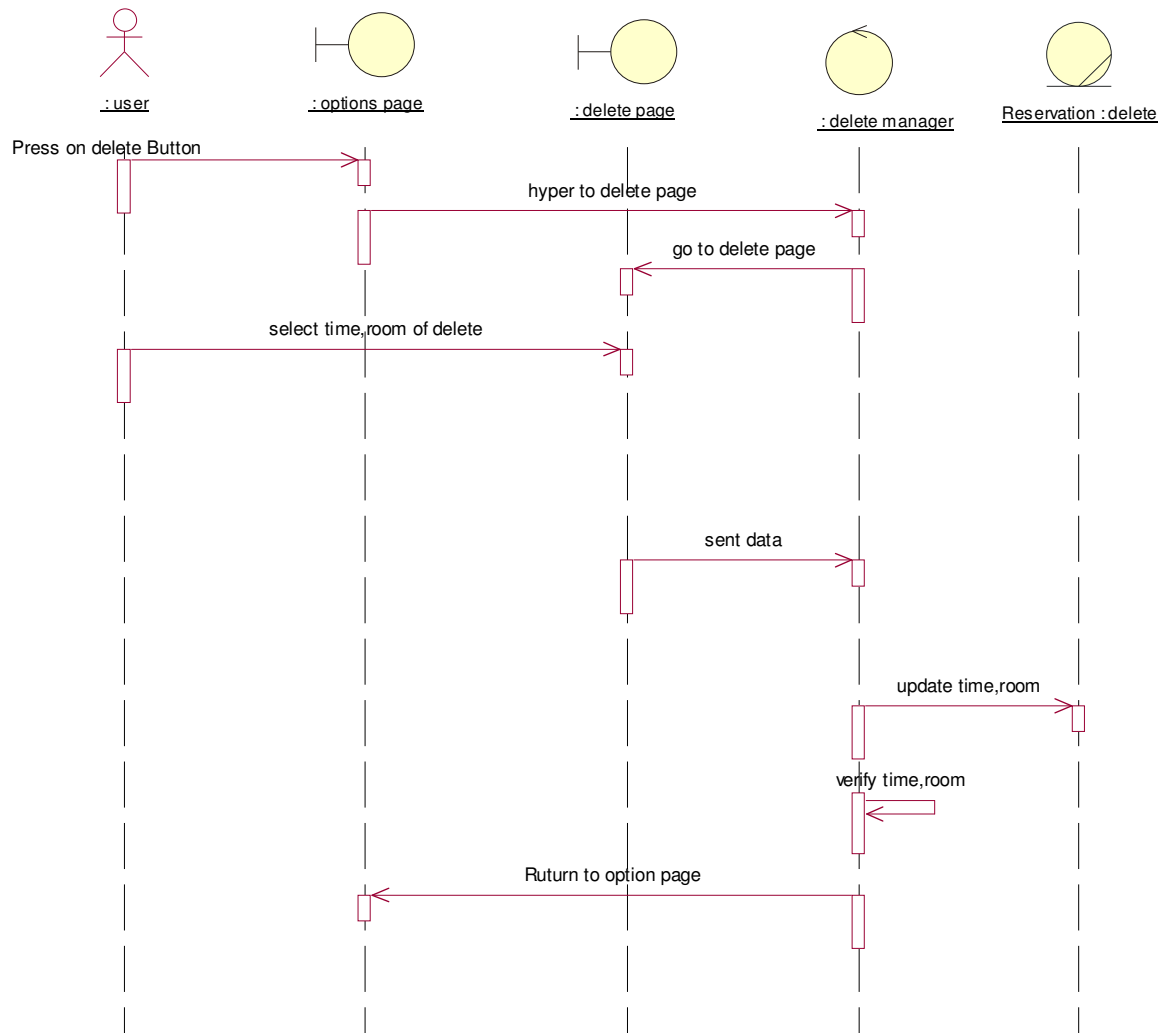 : user
: options page
: delete page
: delete manager
Reservation : delete
Press on delete Button
hyper to delete page
go to delete page
select time,room of delete
sent data
update time,room
verify time,room
Ruturn to option page